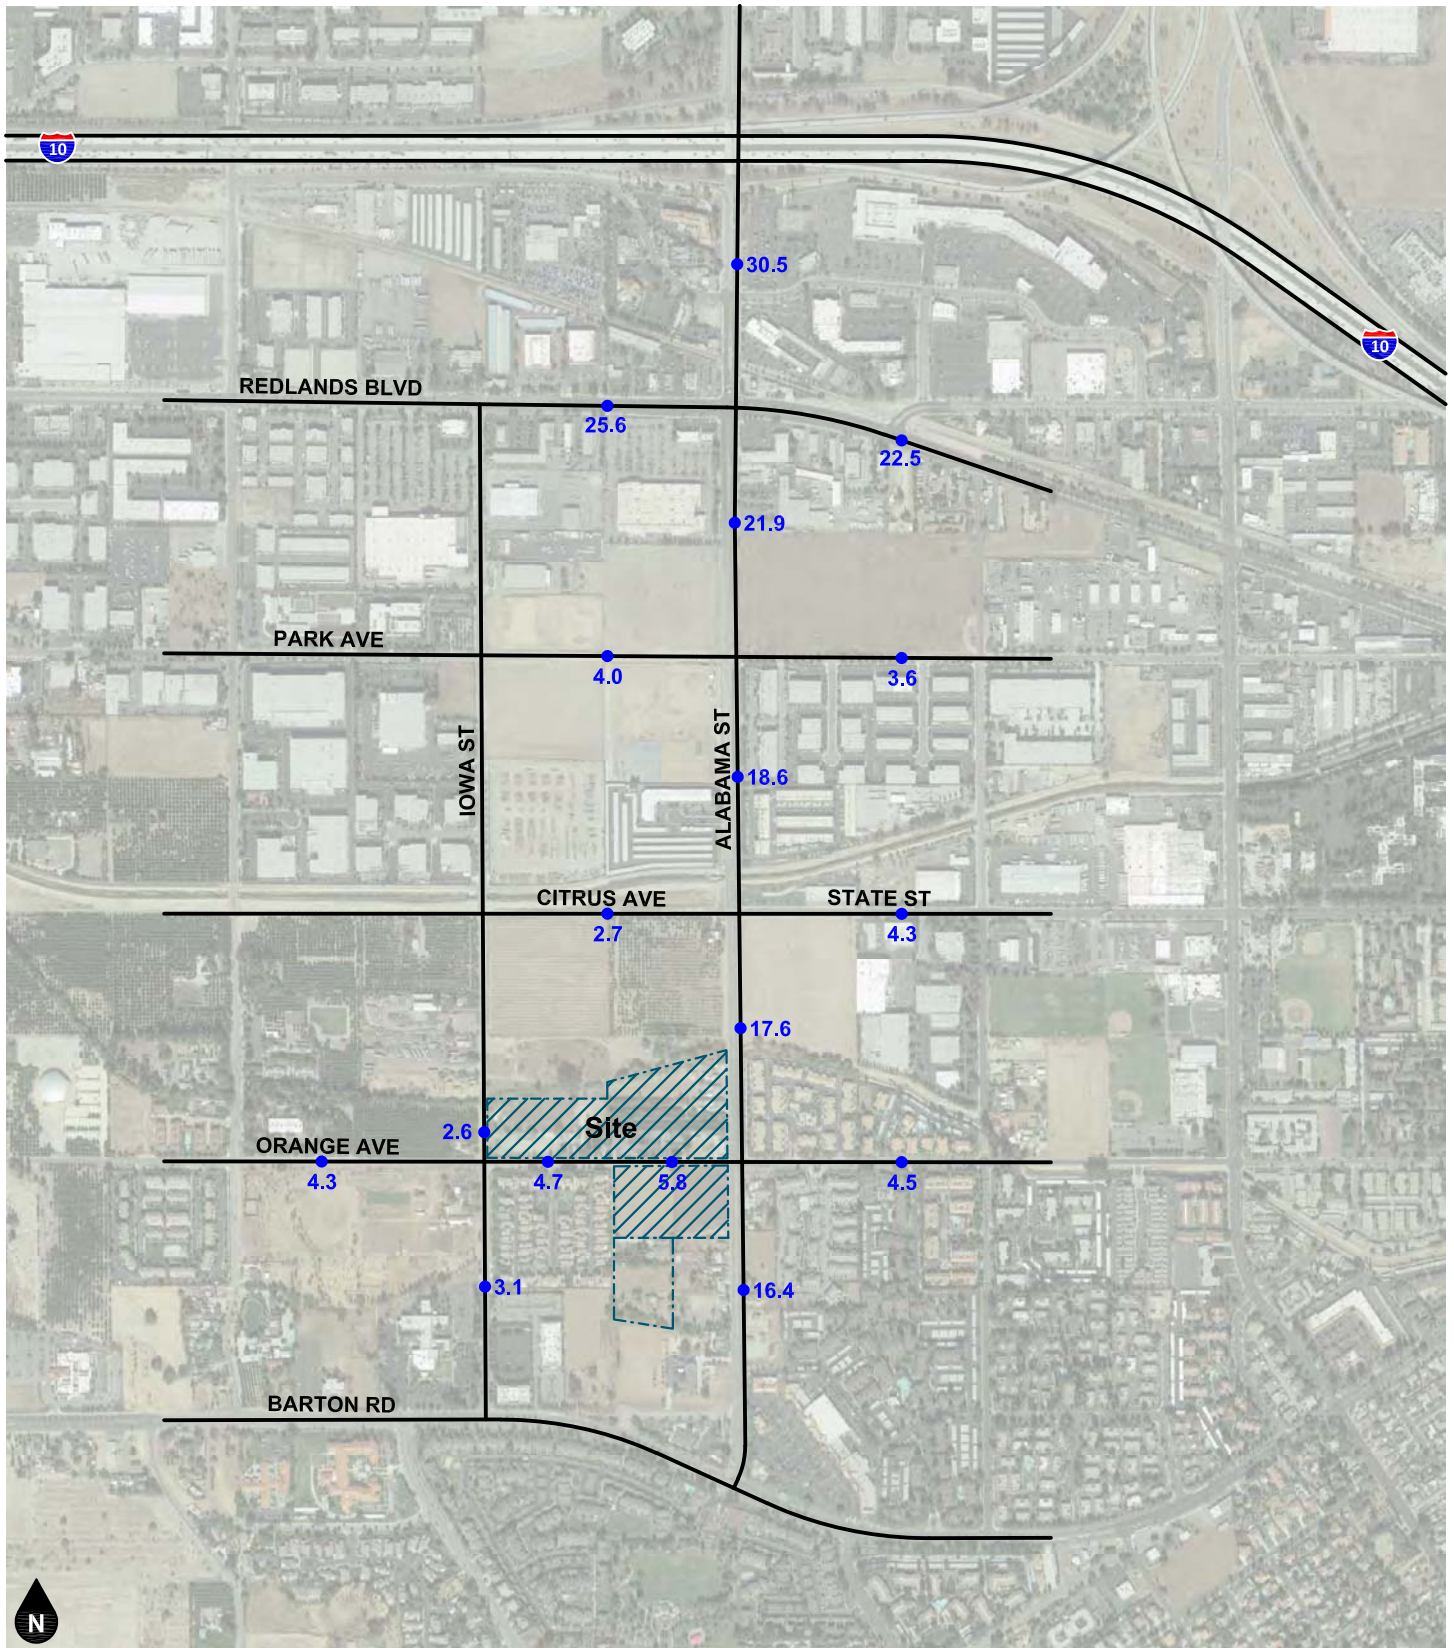 10
30.5
10
REDLANDS BLVD
25.6
22.5
21.9
PARK AVE
4.0
3.6
IOWA ST
ALABAMA ST
18.6
CITRUS AVE
STATE ST
2.7
4.3
17.6
2.6
Site
ORANGE AVE
4.3
4.7
5.8
4.5
3.1
16.4
BARTON RD
N